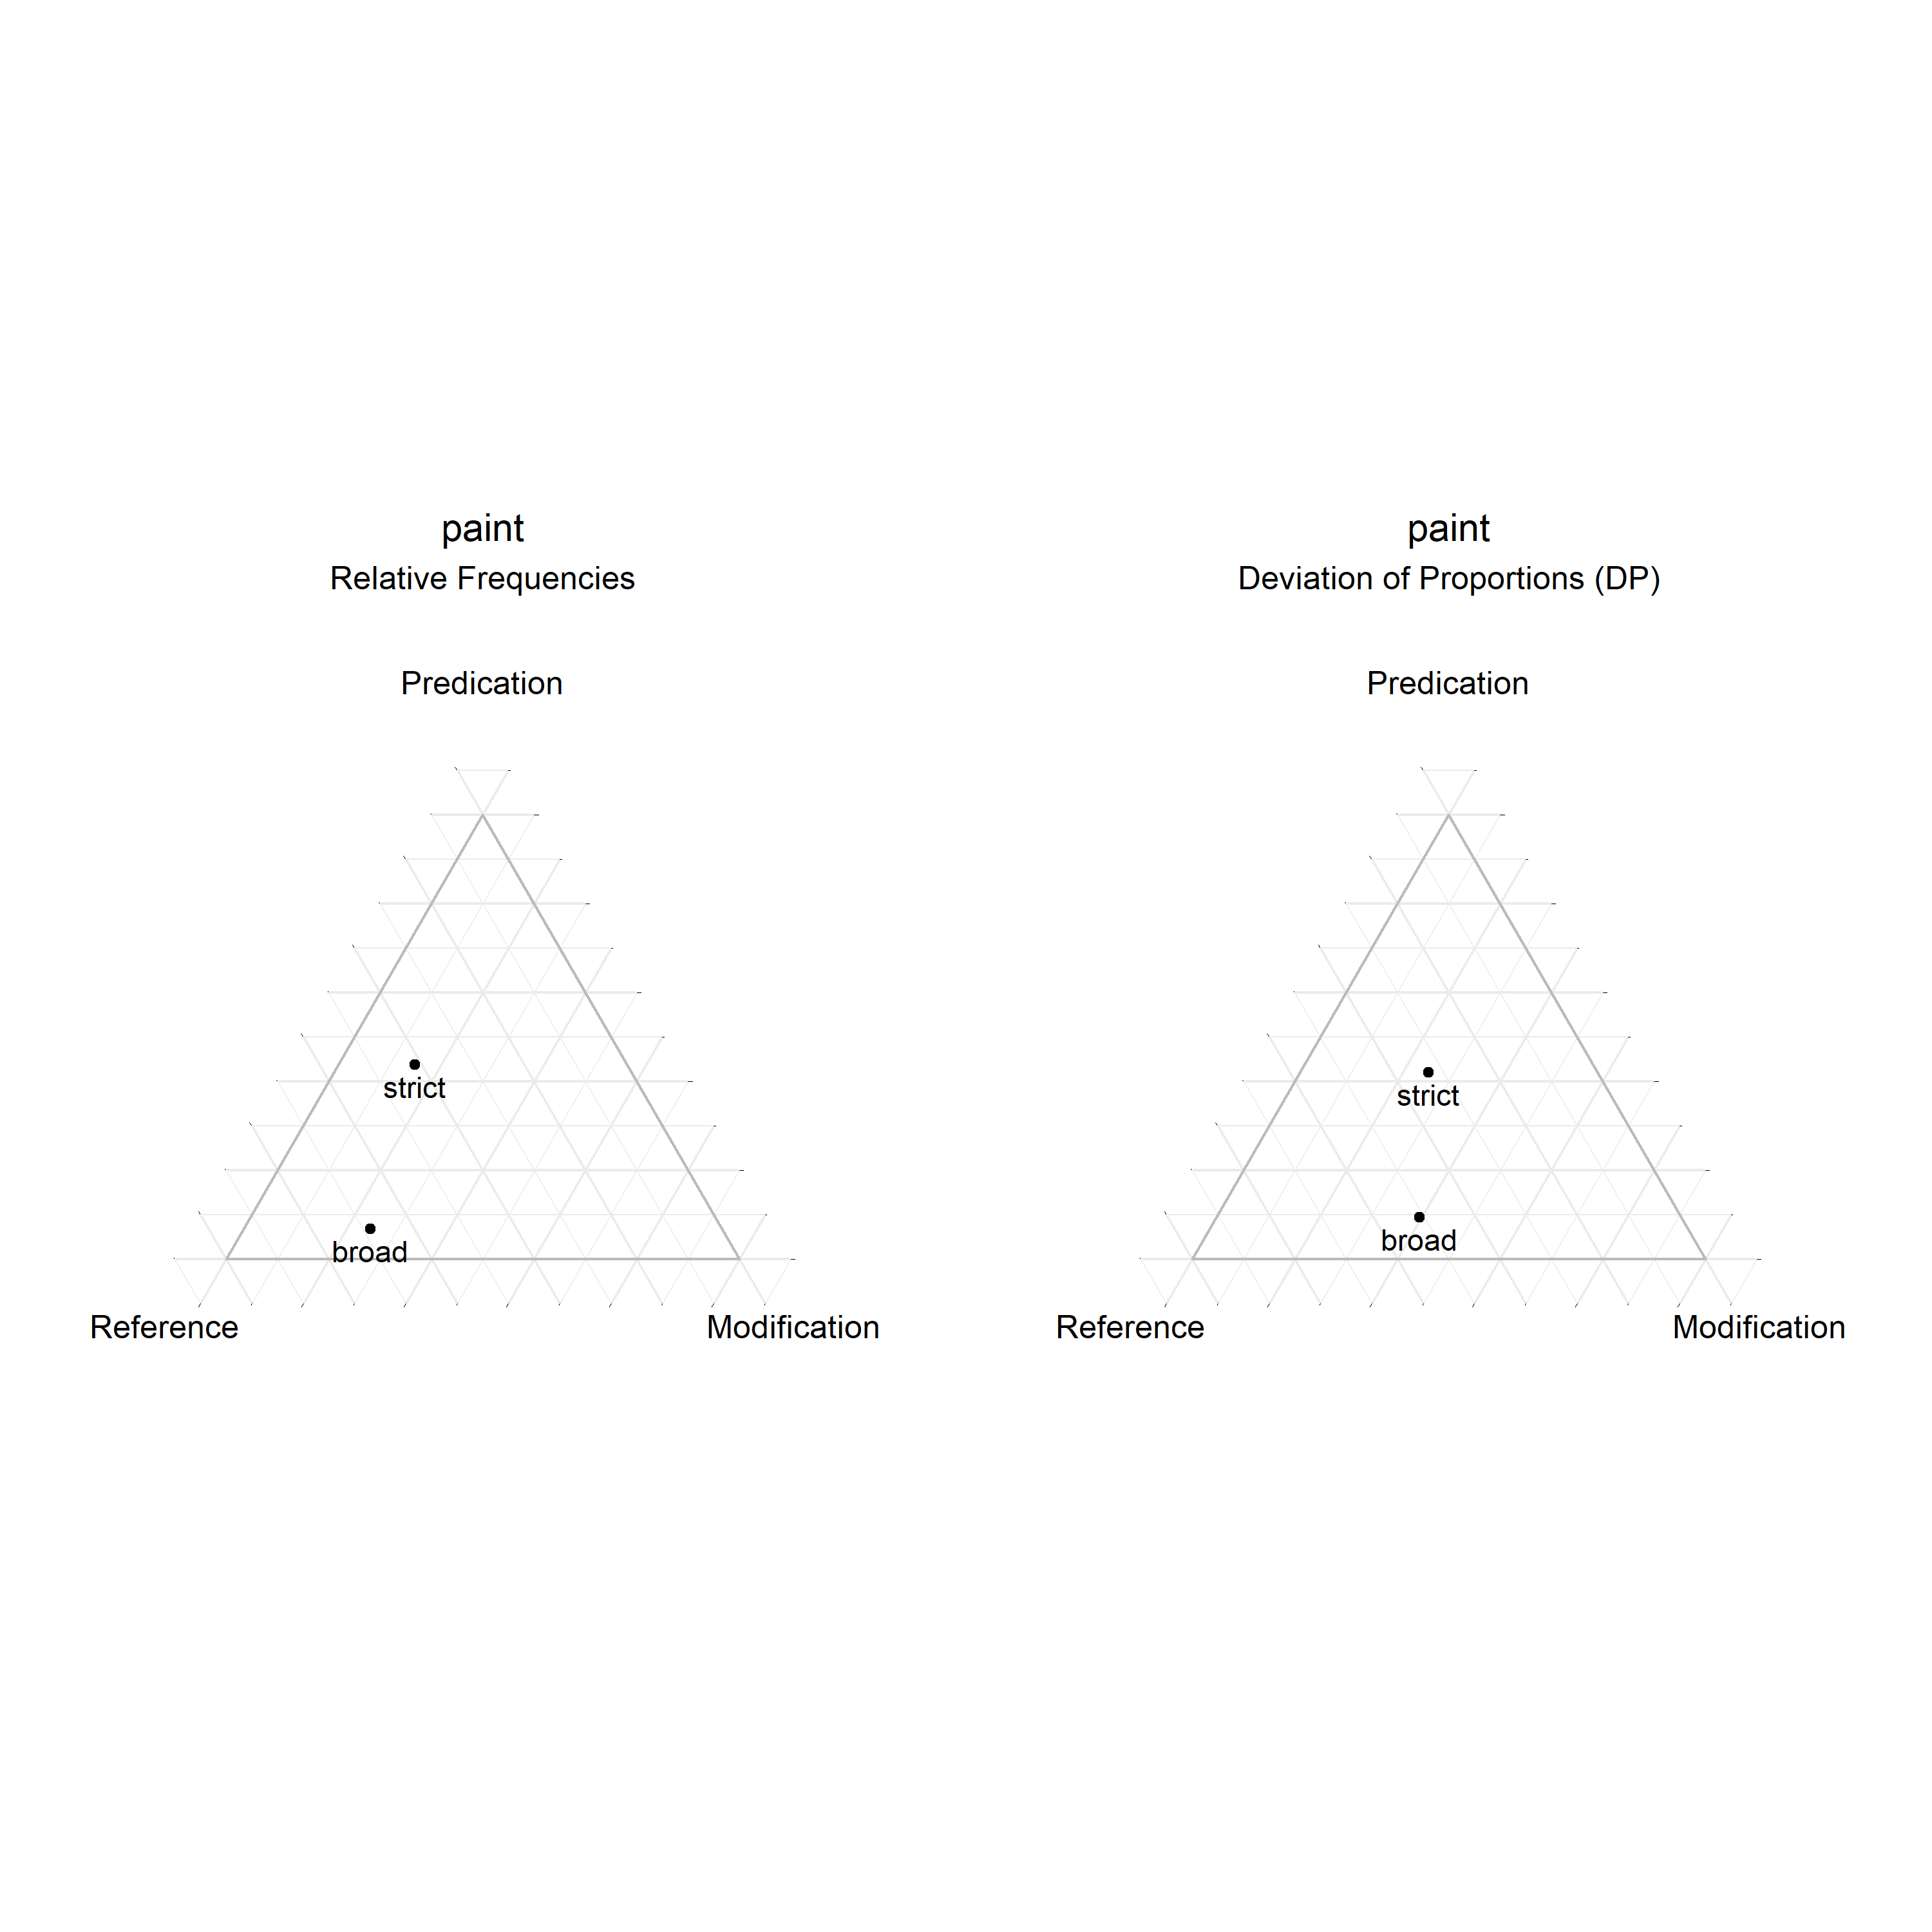 paint
Relative Frequencies
Predication
strict
broad
Reference
Modification
paint
Deviation of Proportions (DP)
Predication
strict
broad
Reference
Modification